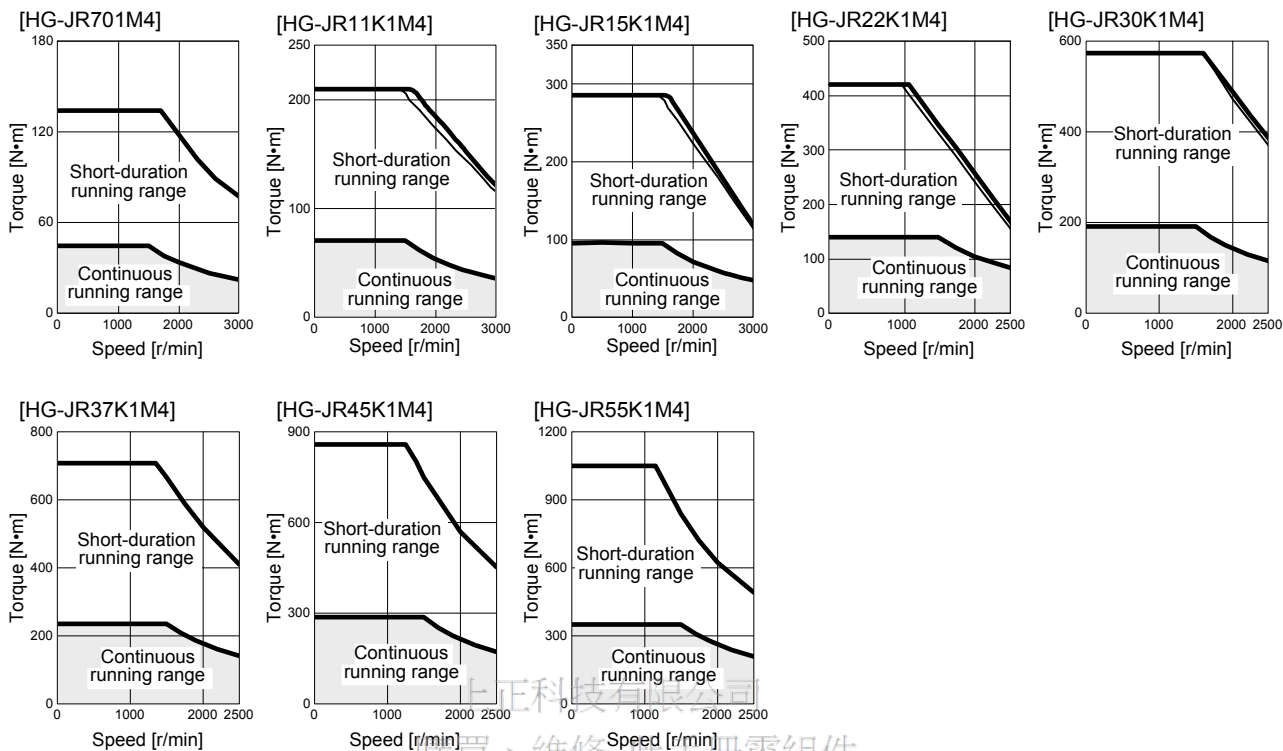 [HG-JR701M4]
Torque [N•m]
180
120
60
0
Short-duration
running range
Continuous
running range
0 1000 2000 3000
Speed [r/min]
[HG-JR11K1M4]
Torque [N•m]
250
200
100
0
Short-duration
running range
Continuous
running range
0 1000 2000 3000
Speed [r/min]
[HG-JR15K1M4]
Torque [N•m]
350
300
200
100
0
Short-duration
running range
Continuous
running range
0 1000 2000 3000
Speed [r/min]
[HG-JR22K1M4]
Torque [N•m]
500
400
300
200
100
0
Short-duration
running range
Continuous
running range
0 1000 2000 2500
Speed [r/min]
[HG-JR30K1M4]
Torque [N•m]
600
400
200
0
Short-duration
running range
Continuous
running range
0 1000 2000 2500
Speed [r/min]
[HG-JR37K1M4]
Torque [N•m]
800
600
400
200
0
Short-duration
running range
Continuous
running range
0 1000 2000 2500
Speed [r/min]
[HG-JR45K1M4]
Torque [N•m]
900
600
300
0
Short-duration
running range
Continuous
running range
0 1000 2000 2500
Speed [r/min]
[HG-JR55K1M4]
Torque [N•m]
1200
900
600
300
0
Short-duration
running range
Continuous
running range
0 1000 2000 2500
Speed [r/min]
上正科技有限公司